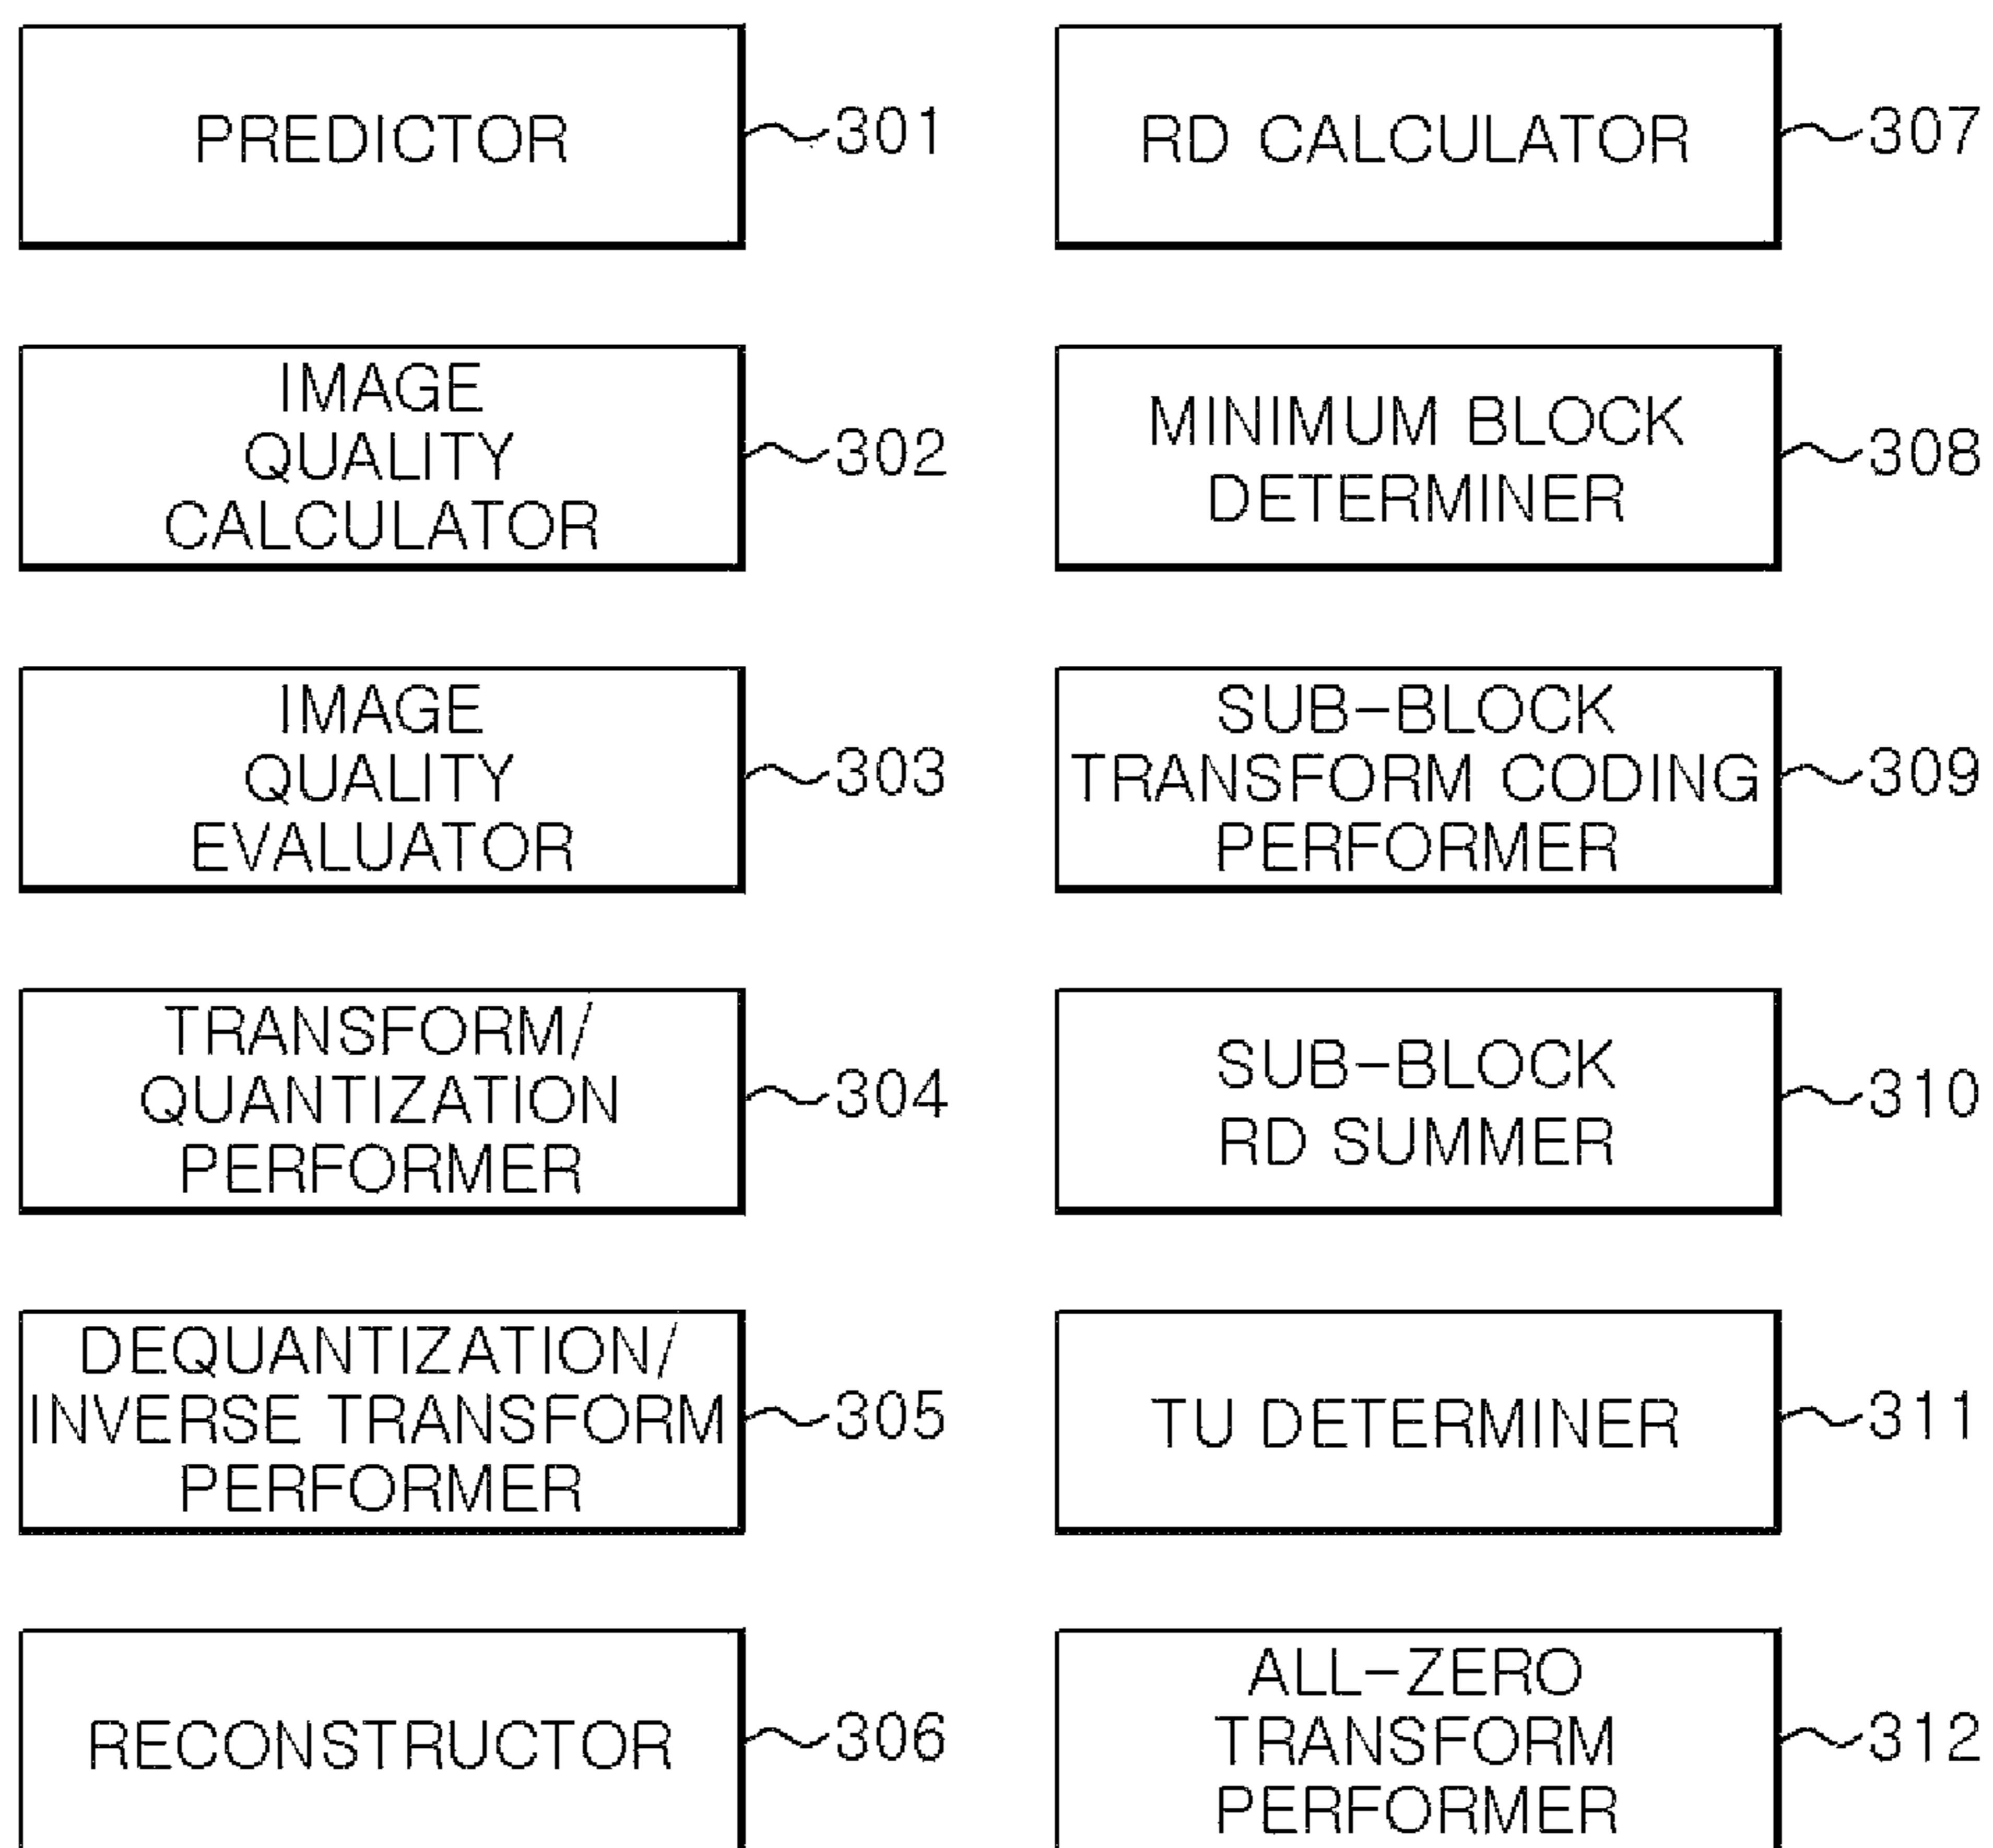 PREDICTOR
301
IMAGE
QUALITY
CALCULATOR
302
IMAGE
QUALITY
EVALUATOR
303
TRANSFORM/
QUANTIZATION
PERFORMER
304
DEQUANTIZATION/
INVERSE TRANSFORM
PERFORMER
305
RECONSTRUCTOR
306
RD CALCULATOR
307
MINIMUM BLOCK
DETERMINER
308
SUB-BLOCK
TRANSFORM CODING
PERFORMER
309
SUB-BLOCK
RD SUMMER
310
TU DETERMINER
311
ALL-ZERO
TRANSFORM
PERFORMER
312